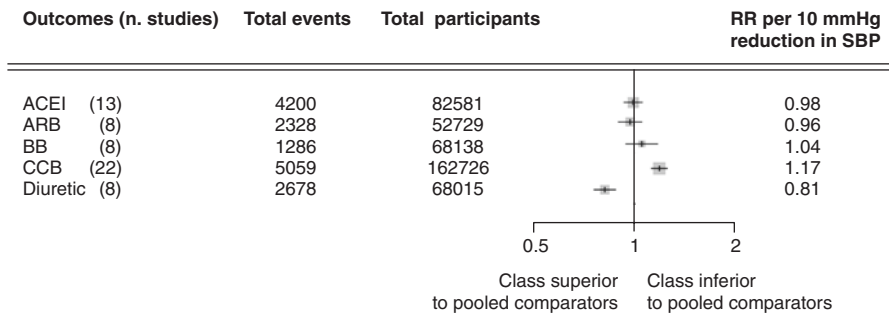 Outcomes (n. studies) Total events Total participants RR per 10 mmHg
reduction in SBP
ACEI (13) 4200 82581 0.98
ARB (8) 2328 52729 0.96
BB (8) 1286 68138 1.04
CCB (22) 5059 162726 1.17
Diuretic (8) 2678 68015 0.81
0.5 1 2
Class superior Class inferior
to pooled comparators to pooled comparators